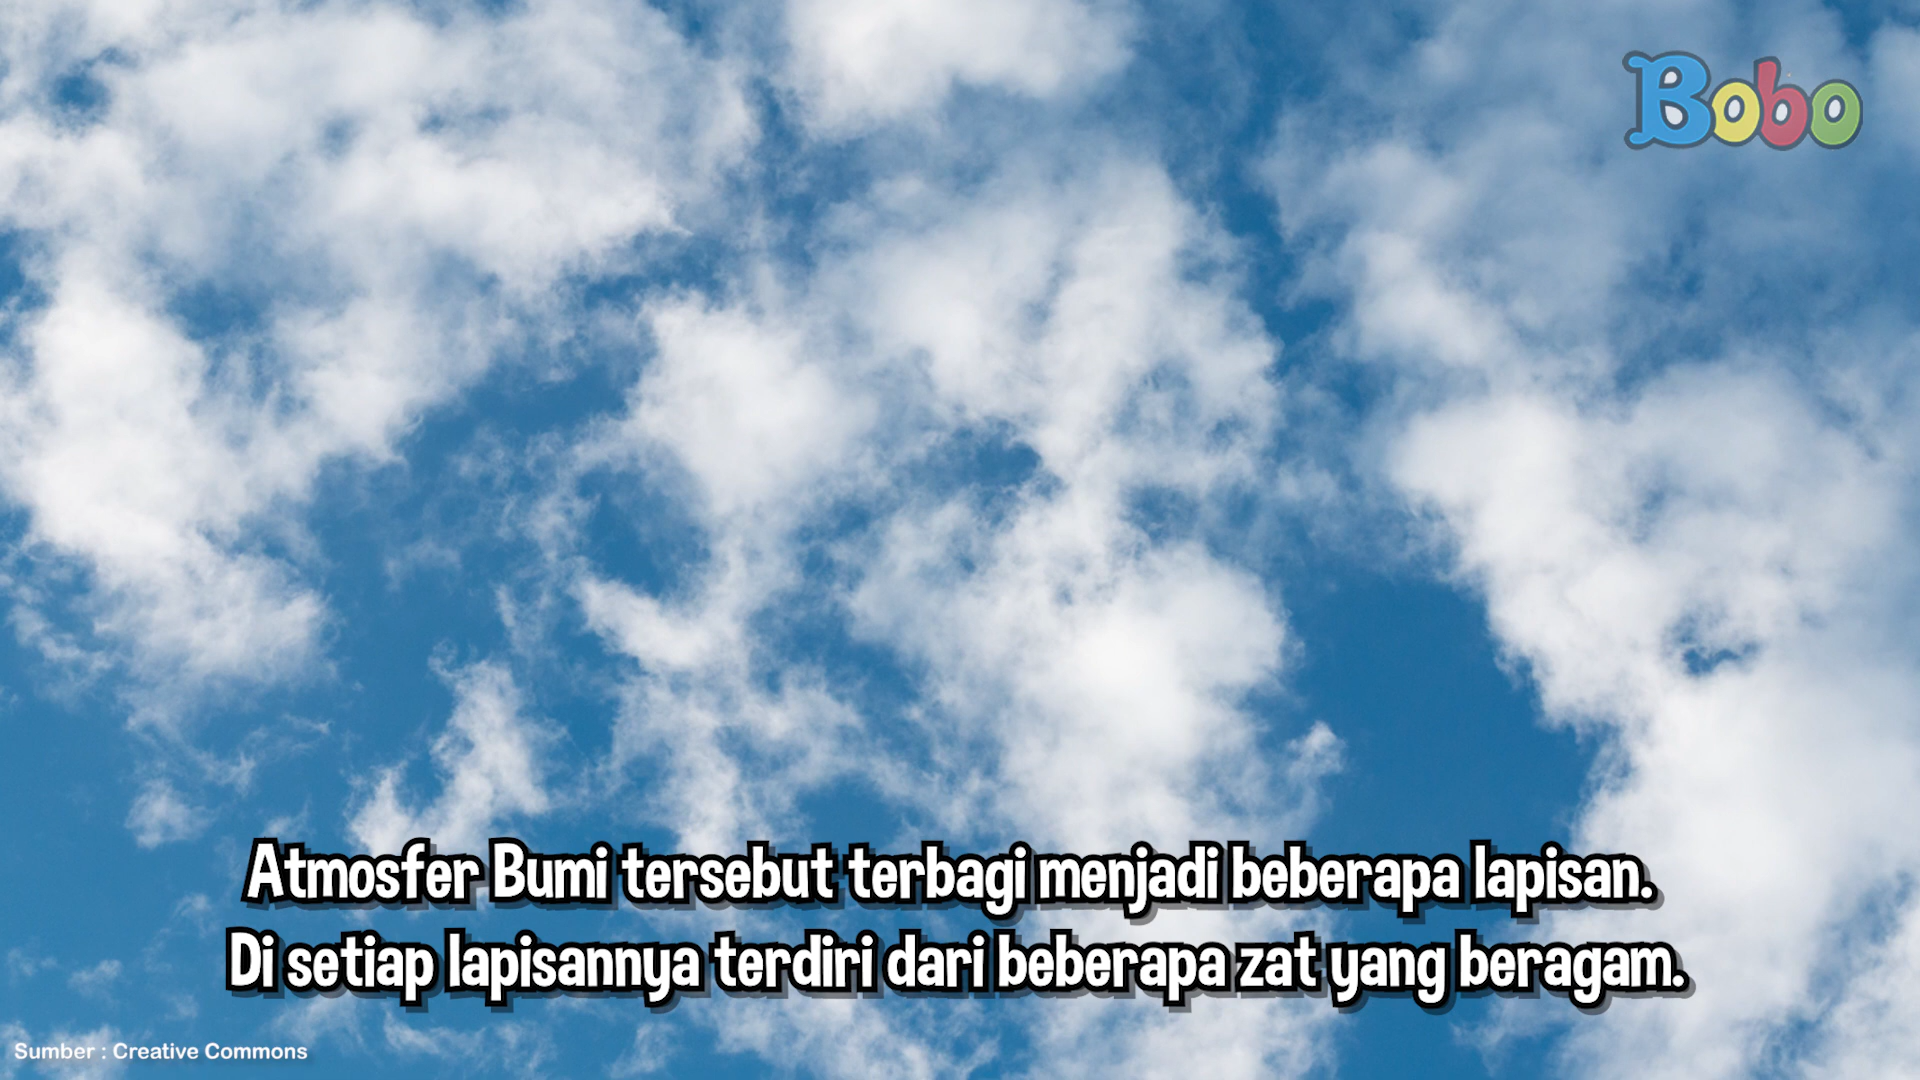 Bobo
Atmosfer Bumi tersebut terbagi menjadi beberapa lapisan.
Di setiap lapisannya terdiri dari beberapa zat yang beragam.
Sumber : Creative Commons